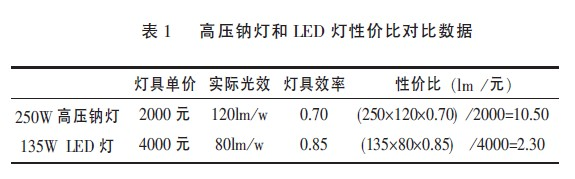 表 1 高压钠灯和 LED 灯性价比对比数据
灯具单价 实际光效 灯具效率 性价比 (lm /元)
250W 高压钠灯 2000 元 120lm/w 0.70 (250×120×0.70) /2000=10.50
135W LED 灯 4000 元 80lm/w 0.85 (135×80×0.85) /4000=2.30